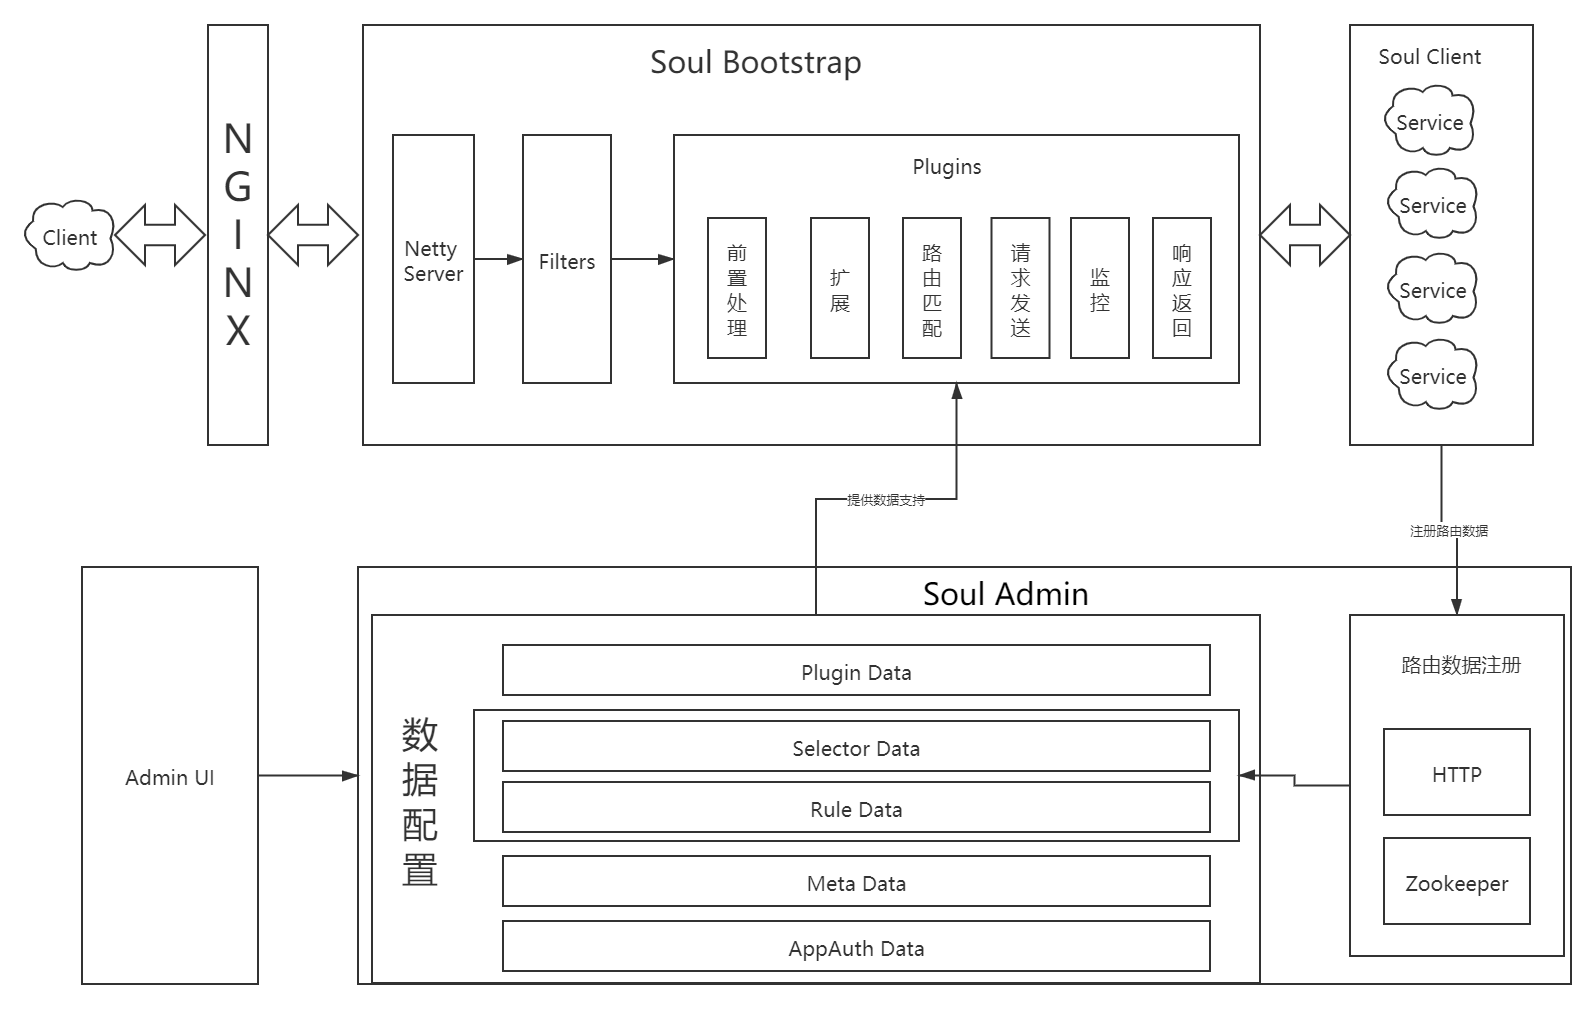 Client
NGINX
Soul Bootstrap
Netty
Server
Filters
Plugins
前置处理
扩展
路由匹配
请求发送
监控
响应返回
Soul Client
Service
Service
Service
Service
提供数据支持
注册路由数据
Admin UI
Soul Admin
数据配置
Plugin Data
Selector Data
Rule Data
Meta Data
AppAuth Data
路由数据注册
HTTP
Zookeeper